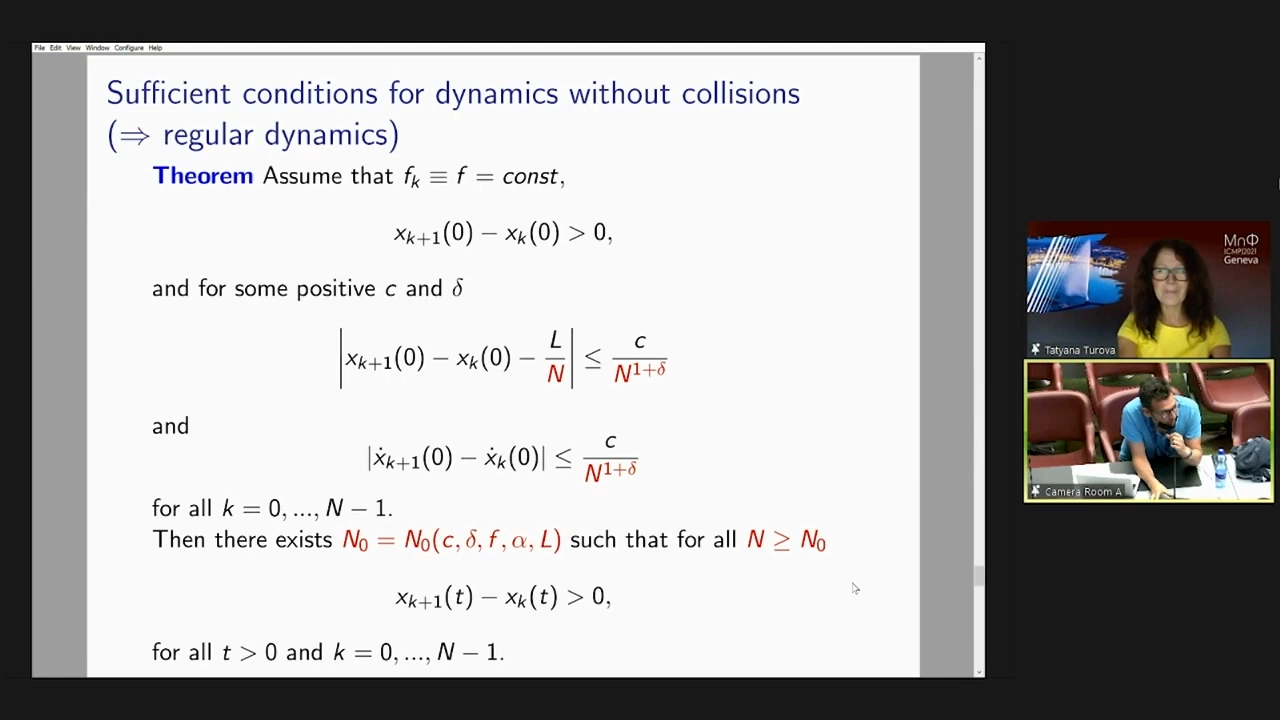 File Edit View Window Configure Help
Sufficient conditions for dynamics without collisions
(⇒ regular dynamics)
Theorem Assume that f_k ≡ f = const,
x_{k+1}(0) − x_k(0) > 0,
and for some positive c and δ
|x_{k+1}(0) − x_k(0) − L/N| ≤ c/N^{1+δ}
and
|ẋ_{k+1}(0) − ẋ_k(0)| ≤ c/N^{1+δ}
for all k = 0, ..., N − 1.
Then there exists N_0 = N_0(c, δ, f, α, L) such that for all N ≥ N_0
x_{k+1}(t) − x_k(t) > 0,
for all t > 0 and k = 0, ..., N − 1.
МпФ
ICMP|2021
Geneva
Tatyana Turova
Camera Room A